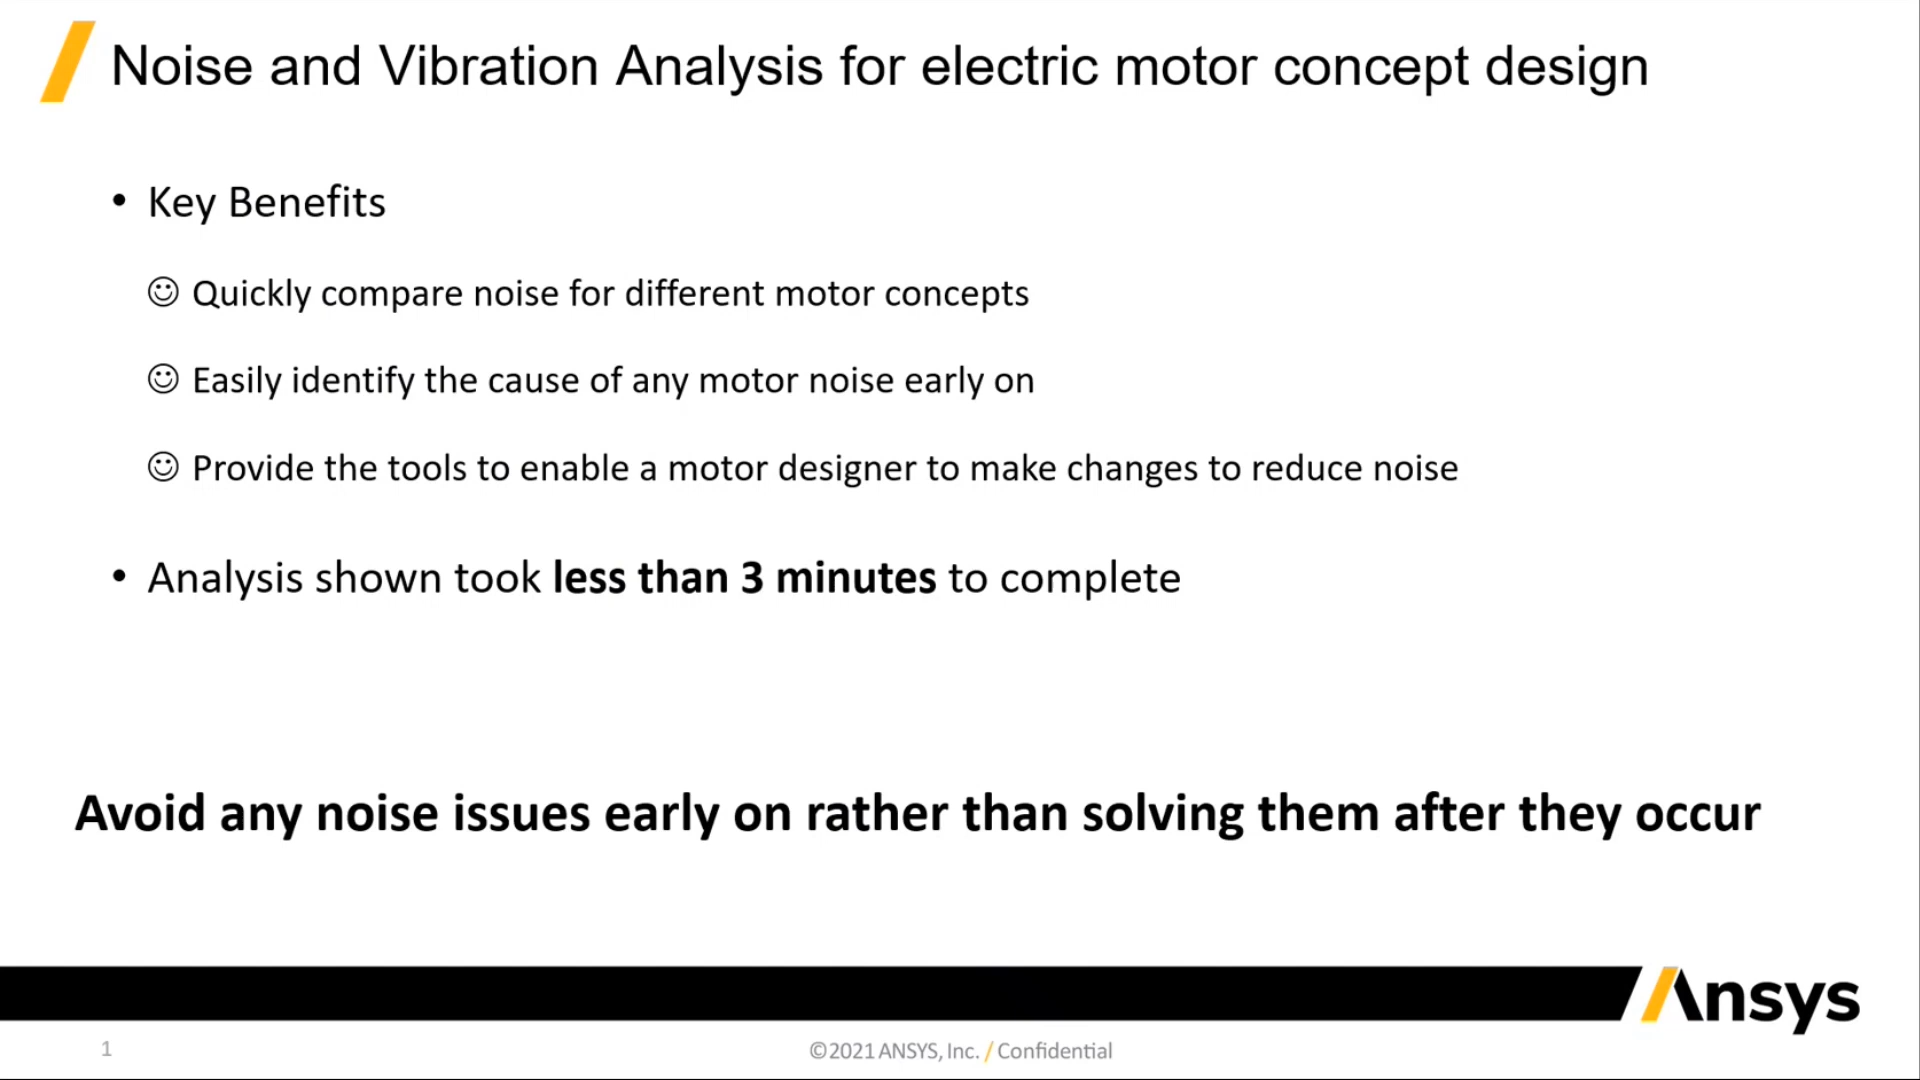 Noise and Vibration Analysis for electric motor concept design
• Key Benefits
☺ Quickly compare noise for different motor concepts
☺ Easily identify the cause of any motor noise early on
☺ Provide the tools to enable a motor designer to make changes to reduce noise
• Analysis shown took less than 3 minutes to complete
Avoid any noise issues early on rather than solving them after they occur
Ansys
1
©2021 ANSYS, Inc. / Confidential